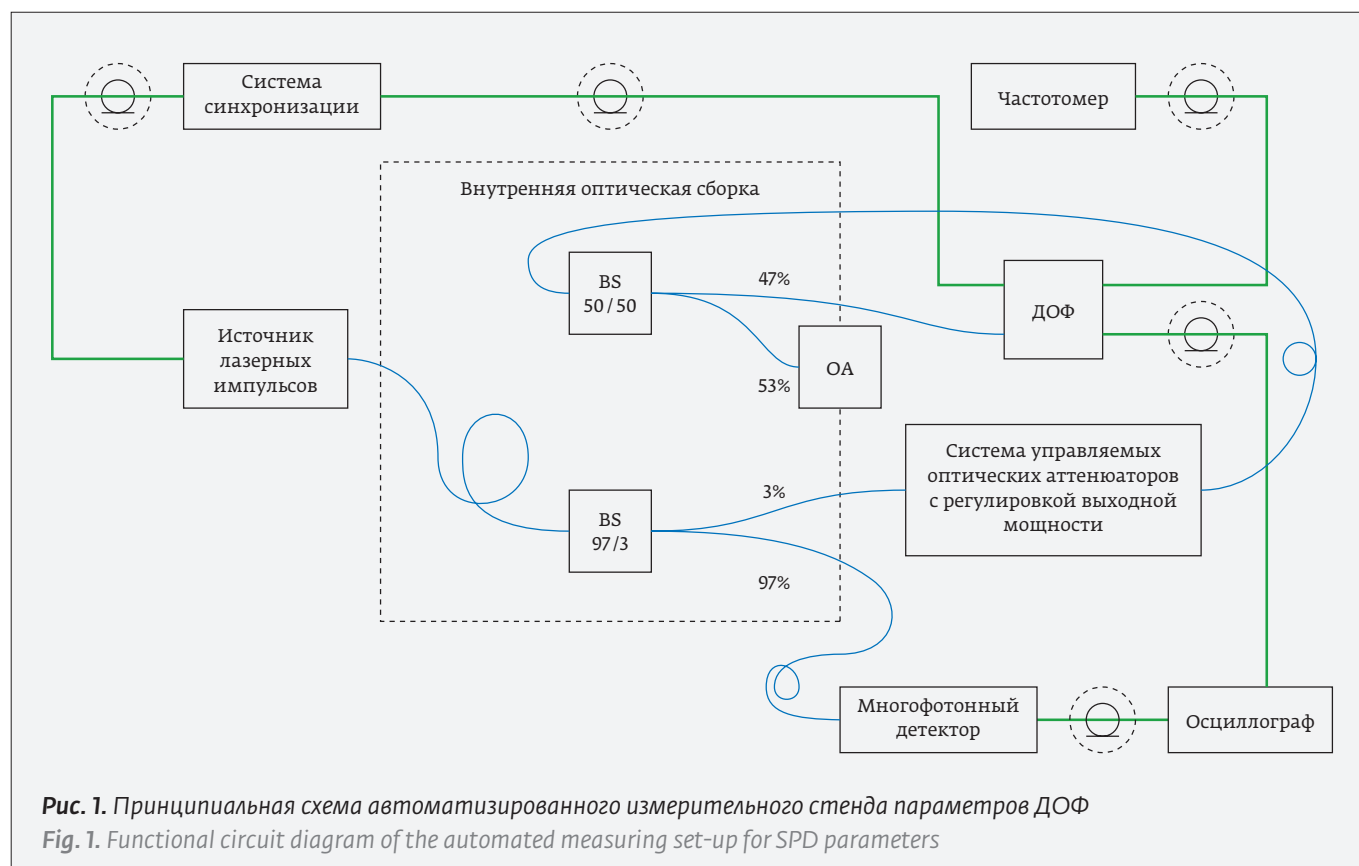 Система
синхронизации
Частотомер
Внутренняя оптическая сборка
BS
50/50
47%
ДОФ
Источник
лазерных
импульсов
ОА
53%
Система управляемых
оптических аттенюаторов
с регулировкой выходной
мощности
3%
BS
97/3
97%
Многофотонный
детектор
Осциллограф
Рис. 1. Принципиальная схема автоматизированного измерительного стенда параметров ДОФ
Fig. 1. Functional circuit diagram of the automated measuring set-up for SPD parameters